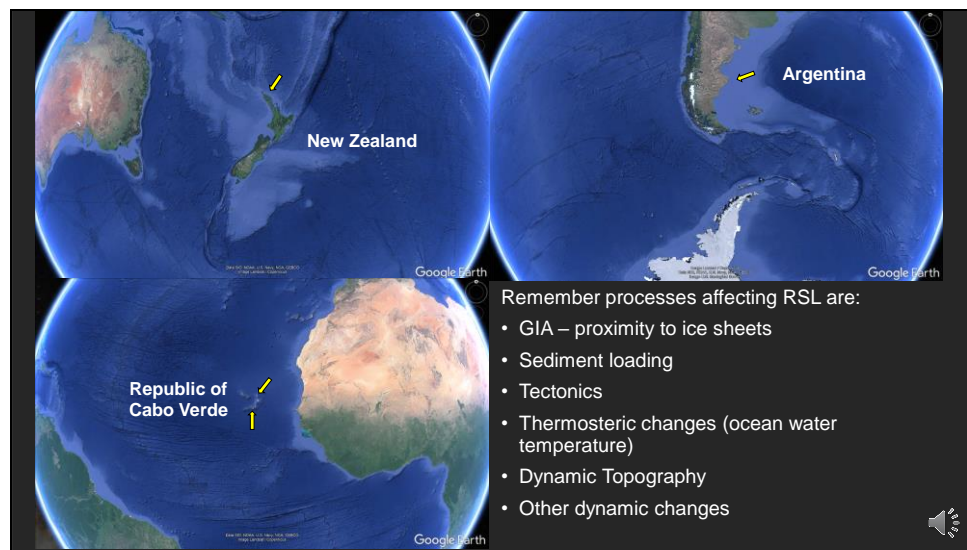 New Zealand
Google Earth
Argentina
Google Earth
Republic of
Cabo Verde
Google Earth
Remember processes affecting RSL are:
• GIA – proximity to ice sheets
• Sediment loading
• Tectonics
• Thermosteric changes (ocean water
temperature)
• Dynamic Topography
• Other dynamic changes